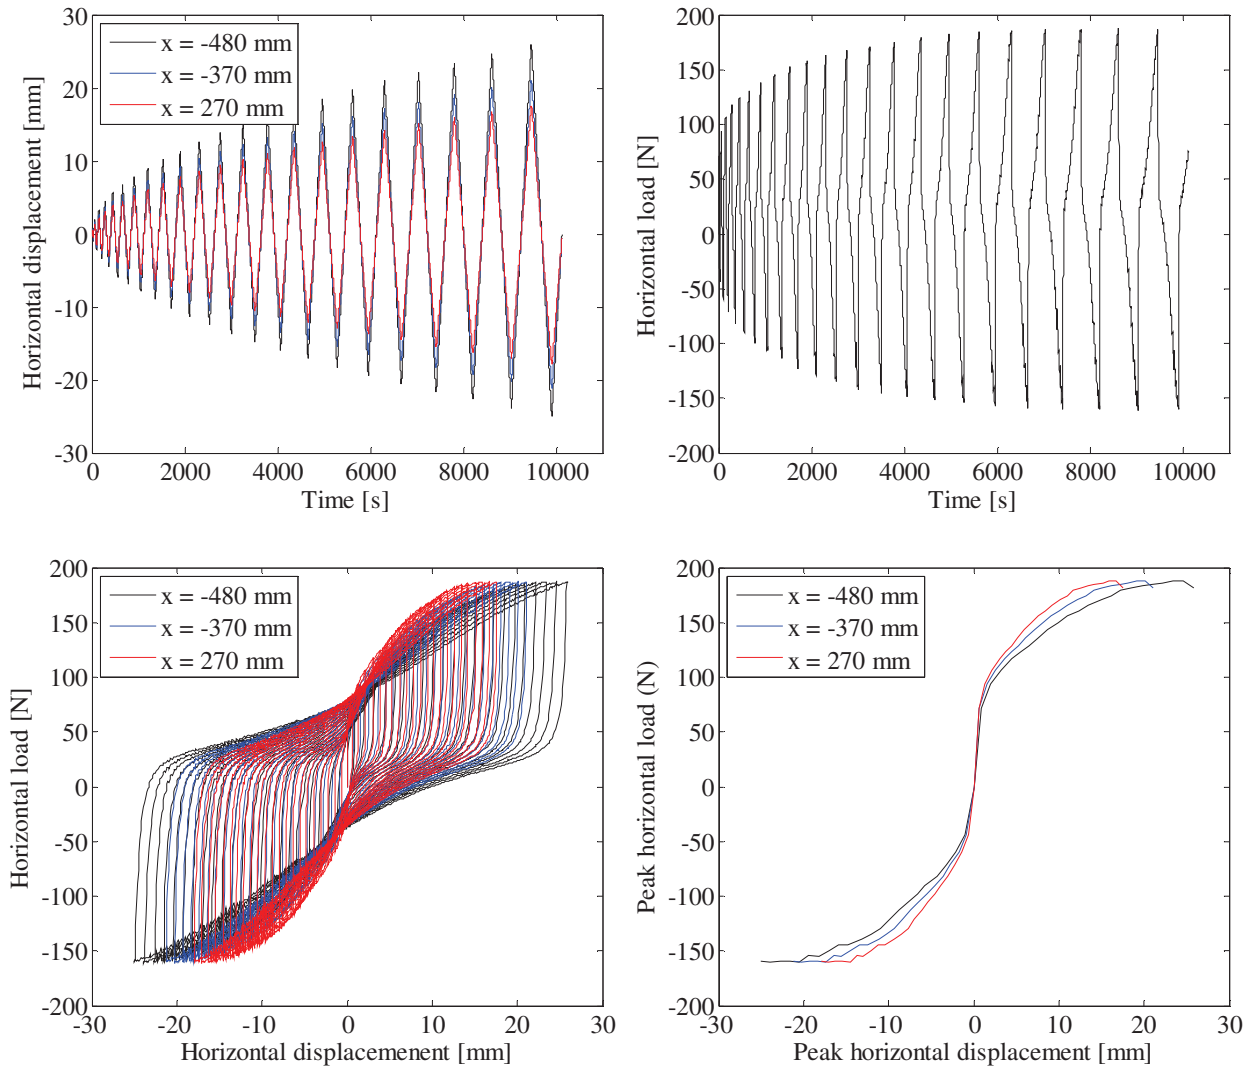 30
20
10
0
-10
-20
-30
0 2000 4000 6000 8000 10000
Horizontal displacement [mm]
Time [s]
x = -480 mm
x = -370 mm
x = 270 mm
200
150
100
50
0
-50
-100
-150
-200
0 2000 4000 6000 8000 10000
Horizontal load [N]
Time [s]
200
150
100
50
0
-50
-100
-150
-200
-30 -20 -10 0 10 20 30
Horizontal load [N]
Horizontal displacemenent [mm]
x = -480 mm
x = -370 mm
x = 270 mm
200
150
100
50
0
-50
-100
-150
-200
-30 -20 -10 0 10 20 30
Peak horizontal load (N)
Peak horizontal displacement [mm]
x = -480 mm
x = -370 mm
x = 270 mm